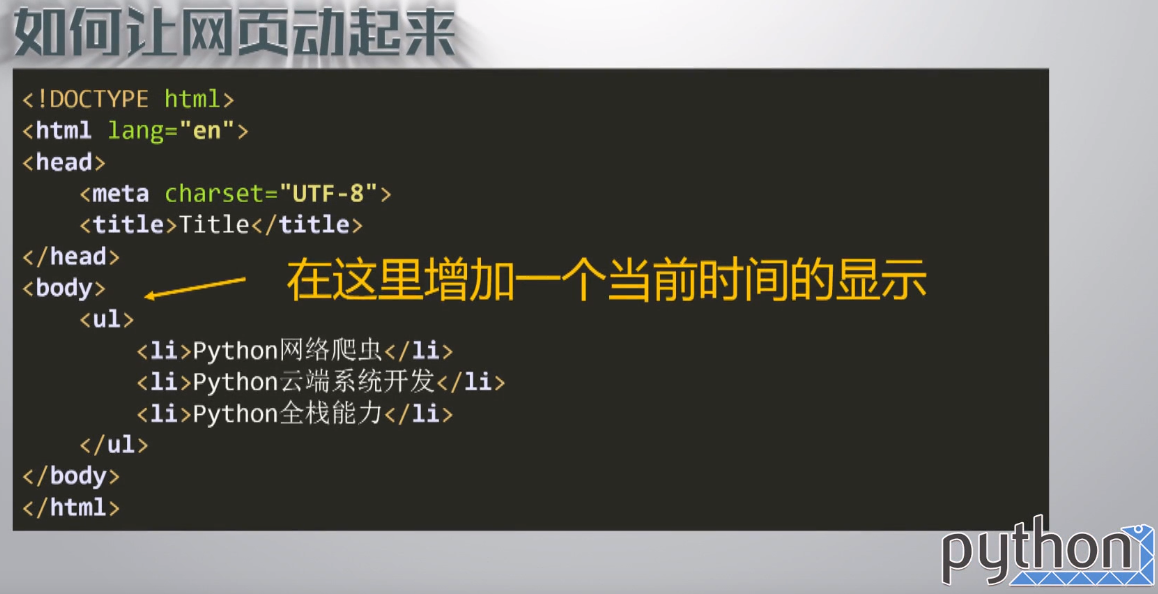 如何让网页动起来
<!DOCTYPE html>
<html lang="en">
<head>
    <meta charset="UTF-8">
    <title>Title</title>
</head>
<body>
在这里增加一个当前时间的显示
    <ul>
        <li>Python网络爬虫</li>
        <li>Python云端系统开发</li>
        <li>Python全栈能力</li>
    </ul>
</body>
</html>
python